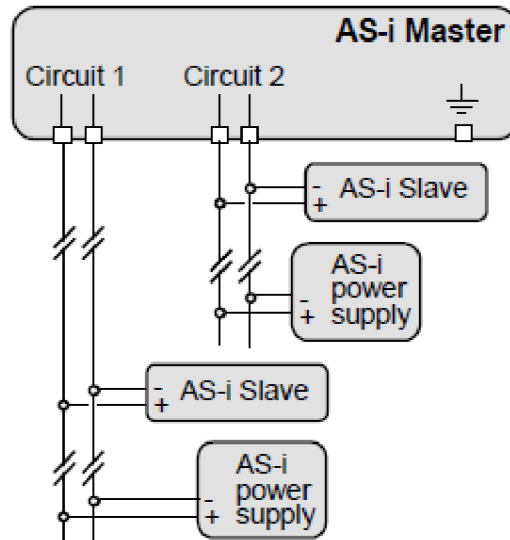 AS-i Master
Circuit 1 Circuit 2
- AS-i Slave
+
AS-i
- power
+ supply
- AS-i Slave
+
AS-i
- power
+ supply